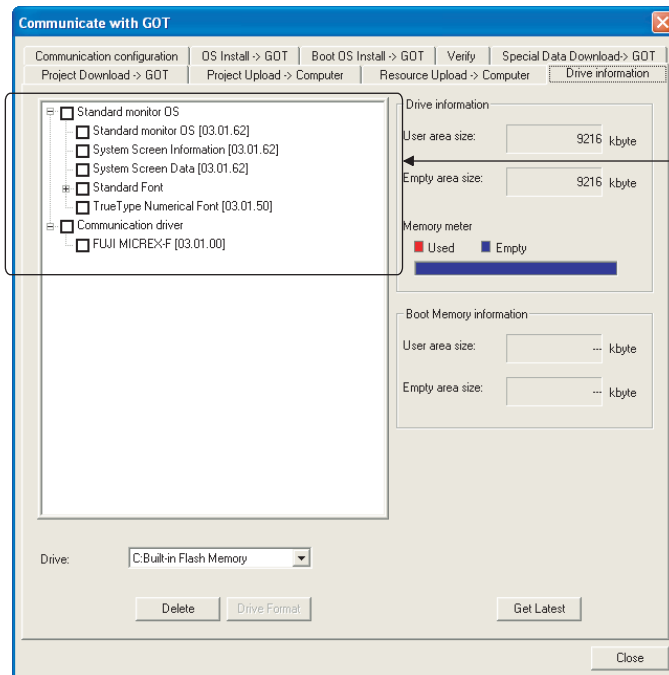 Communicate with GOT
Communication configuration OS Install -> GOT Boot OS Install -> GOT Verify Special Data Download-> GOT
Project Download -> GOT Project Upload -> Computer Resource Upload -> Computer Drive information
Standard monitor OS
Standard monitor OS [03.01.62]
System Screen Information [03.01.62]
System Screen Data [03.01.62]
Standard Font
TrueType Numerical Font [03.01.50]
Communication driver
FUJI MICREX-F [03.01.00]
Drive information
User area size: 9216 kbyte
Empty area size: 9216 kbyte
Memory meter
Used Empty
Boot Memory information
User area size: --- kbyte
Empty area size: --- kbyte
Drive: C:Built-in Flash Memory
Delete Drive Format Get Latest
Close